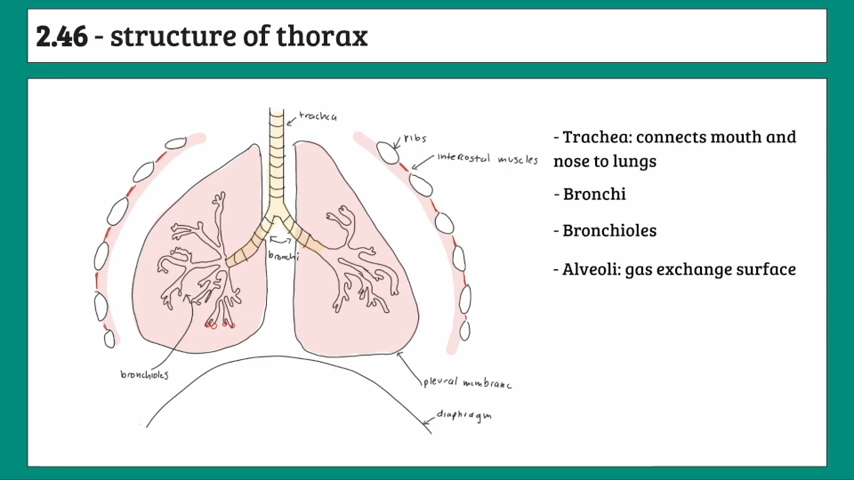 2.46 - structure of thorax
trachea
ribs
interostal muscles
bronchi
bronchioles
pleural membrane
diaphragm
- Trachea: connects mouth and
nose to lungs
- Bronchi
- Bronchioles
- Alveoli: gas exchange surface